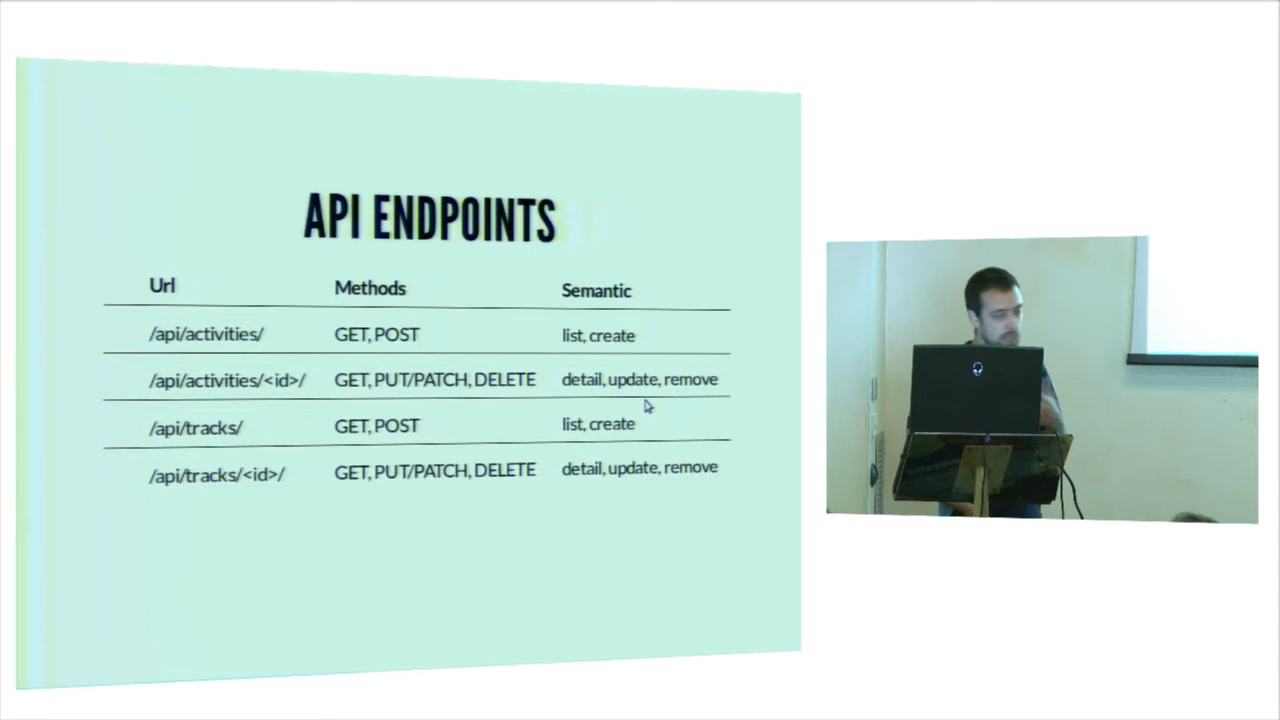 API ENDPOINTS
Url Methods Semantic
/api/activities/ GET, POST list, create
/api/activities/<id>/ GET, PUT/PATCH, DELETE detail, update, remove
/api/tracks/ GET, POST list, create
/api/tracks/<id>/ GET, PUT/PATCH, DELETE detail, update, remove